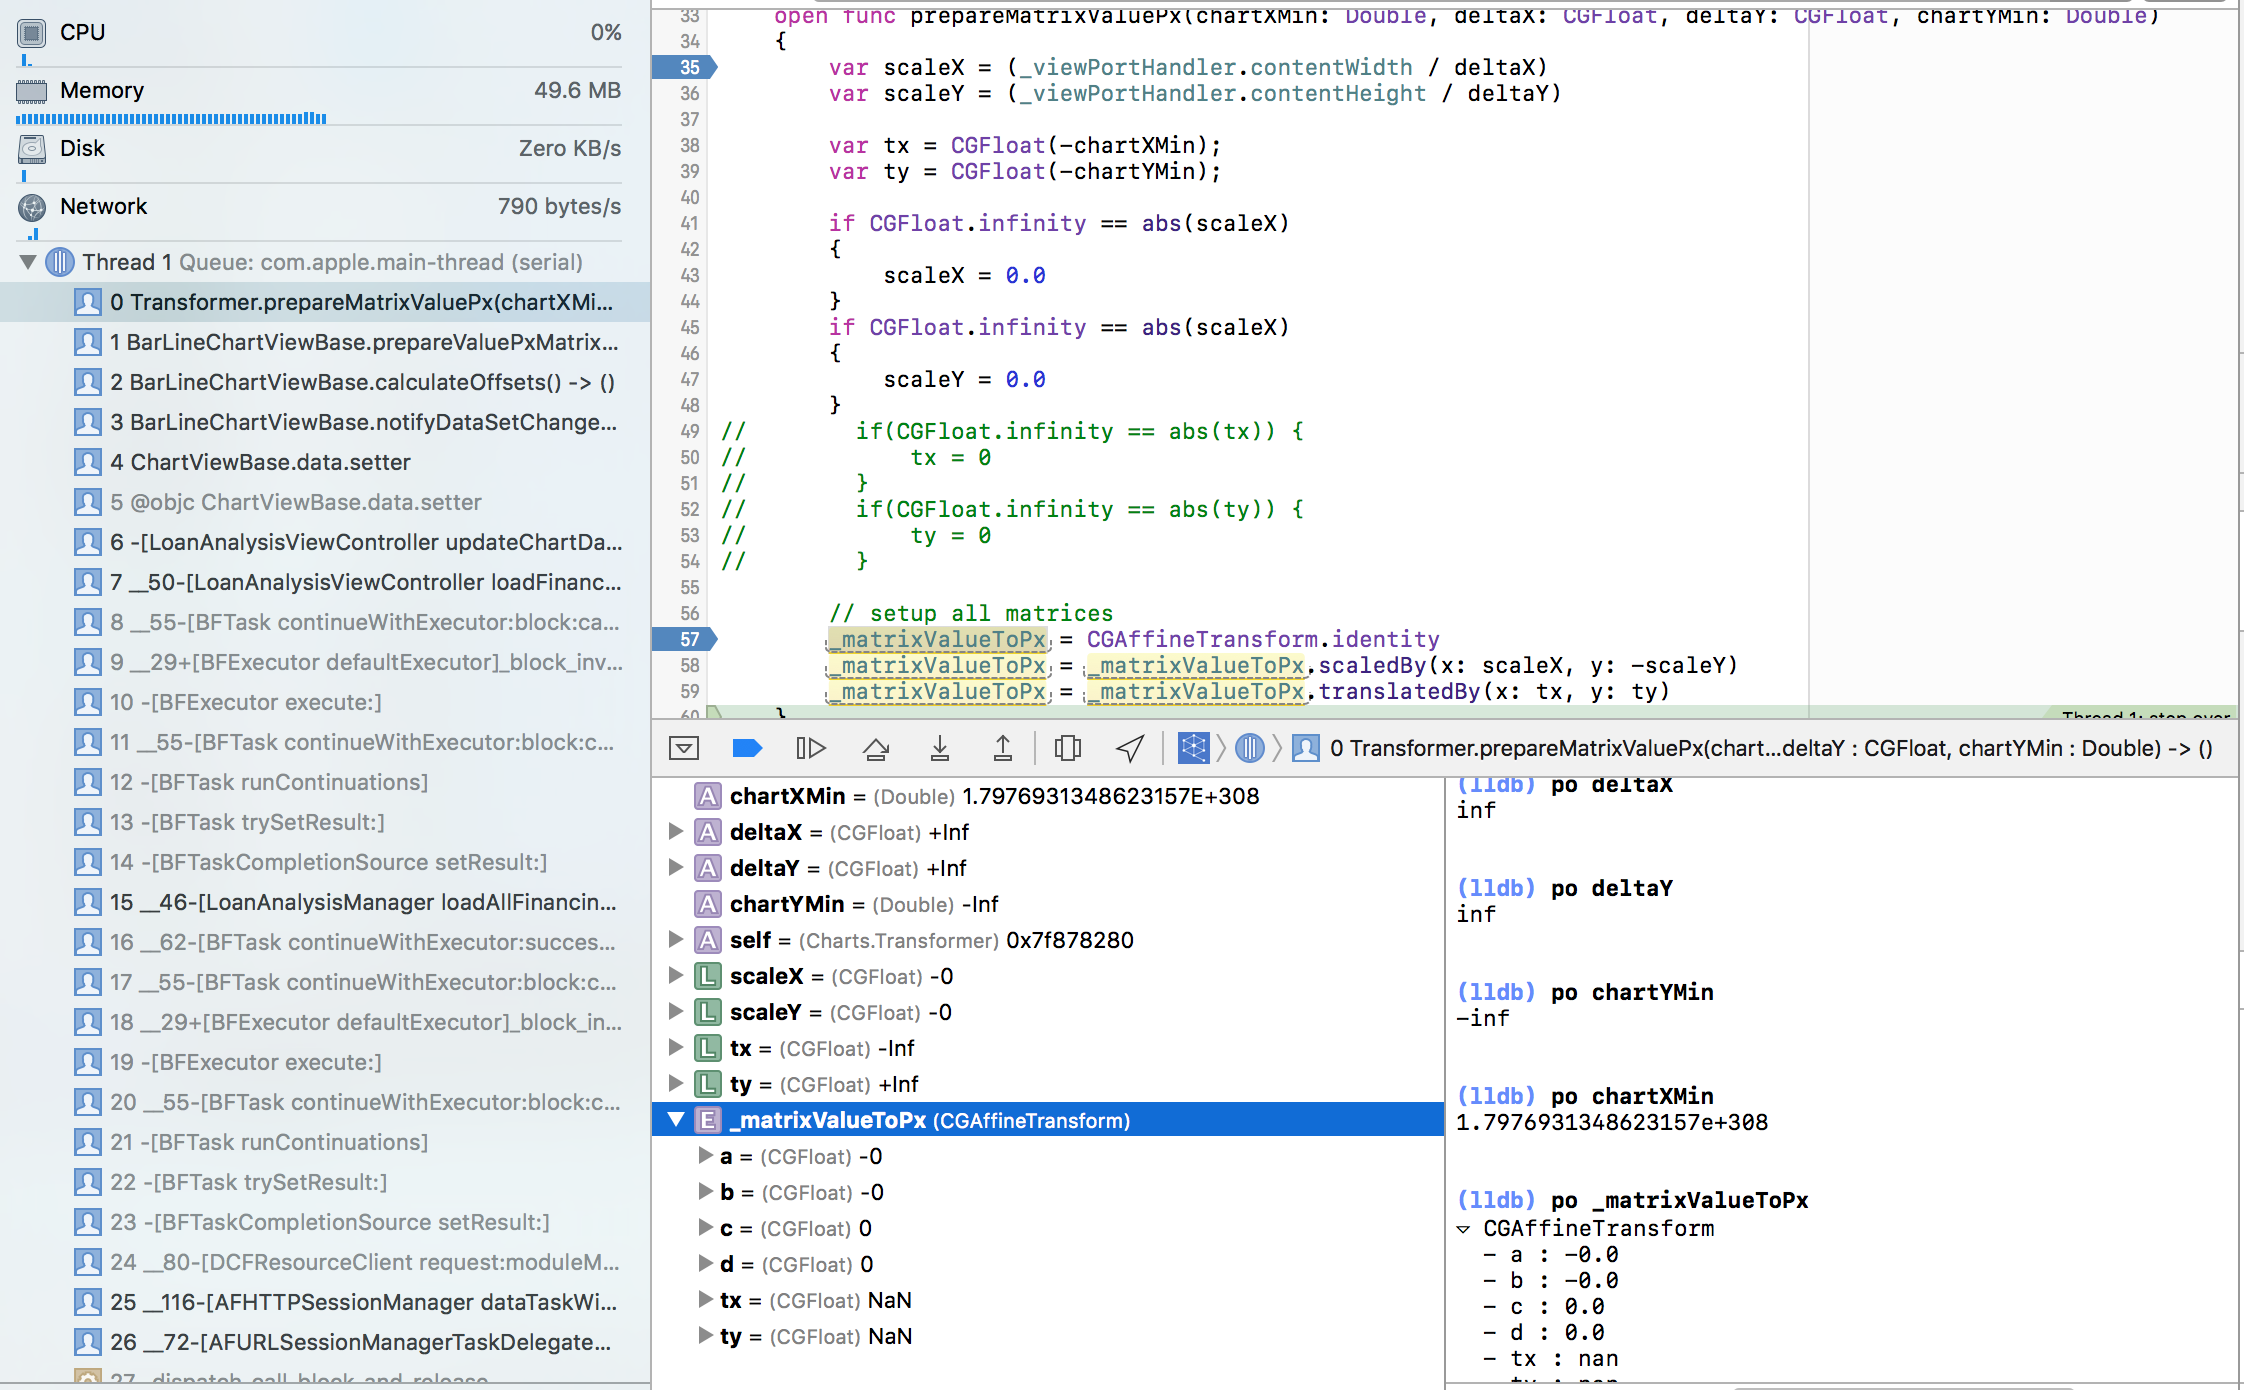 CPU 0%
Memory 49.6 MB
Disk Zero KB/s
Network 790 bytes/s
Thread 1 Queue: com.apple.main-thread (serial)
0 Transformer.prepareMatrixValuePx(chartXMi...
1 BarLineChartViewBase.prepareValuePxMatrix...
2 BarLineChartViewBase.calculateOffsets() -> ()
3 BarLineChartViewBase.notifyDataSetChange...
4 ChartViewBase.data.setter
5 @objc ChartViewBase.data.setter
6 -[LoanAnalysisViewController updateChartDa...
7 __50-[LoanAnalysisViewController loadFinanc...
8 __55-[BFTask continueWithExecutor:block:ca...
9 __29+[BFExecutor defaultExecutor]_block_inv...
10 -[BFExecutor execute:]
11 __55-[BFTask continueWithExecutor:block:c...
12 -[BFTask runContinuations]
13 -[BFTask trySetResult:]
14 -[BFTaskCompletionSource setResult:]
15 __46-[LoanAnalysisManager loadAllFinancin...
16 __62-[BFTask continueWithExecutor:succes...
17 __55-[BFTask continueWithExecutor:block:c...
18 __29+[BFExecutor defaultExecutor]_block_in...
19 -[BFExecutor execute:]
20 __55-[BFTask continueWithExecutor:block:c...
21 -[BFTask runContinuations]
22 -[BFTask trySetResult:]
23 -[BFTaskCompletionSource setResult:]
24 __80-[DCFResourceClient request:moduleM...
25 __116-[AFHTTPSessionManager dataTaskWi...
26 __72-[AFURLSessionManagerTaskDelegate...
27 _dispatch_call_block_and_release
33 open func prepareMatrixValuePx(chartXMin: Double, deltaX: CGFloat, deltaY: CGFloat, chartYMin: Double)
34 {
35 var scaleX = (_viewPortHandler.contentWidth / deltaX)
36 var scaleY = (_viewPortHandler.contentHeight / deltaY)
37
38 var tx = CGFloat(-chartXMin);
39 var ty = CGFloat(-chartYMin);
40
41 if CGFloat.infinity == abs(scaleX)
42 {
43 scaleX = 0.0
44 }
45 if CGFloat.infinity == abs(scaleX)
46 {
47 scaleY = 0.0
48 }
49 // if(CGFloat.infinity == abs(tx)) {
50 // tx = 0
51 // }
52 // if(CGFloat.infinity == abs(ty)) {
53 // ty = 0
54 // }
55
56 // setup all matrices
57 _matrixValueToPx = CGAffineTransform.identity
58 _matrixValueToPx = _matrixValueToPx.scaledBy(x: scaleX, y: -scaleY)
59 _matrixValueToPx = _matrixValueToPx.translatedBy(x: tx, y: ty)
60 } Thread 1: step over
0 Transformer.prepareMatrixValuePx(chart...deltaY : CGFloat, chartYMin : Double) -> ()
A chartXMin = (Double) 1.7976931348623157E+308
A deltaX = (CGFloat) +Inf
A deltaY = (CGFloat) +Inf
A chartYMin = (Double) -Inf
A self = (Charts.Transformer) 0x7f878280
L scaleX = (CGFloat) -0
L scaleY = (CGFloat) -0
L tx = (CGFloat) -Inf
L ty = (CGFloat) +Inf
E _matrixValueToPx (CGAffineTransform)
a = (CGFloat) -0
b = (CGFloat) -0
c = (CGFloat) 0
d = (CGFloat) 0
tx = (CGFloat) NaN
ty = (CGFloat) NaN
(lldb) po deltaX
inf
(lldb) po deltaY
inf
(lldb) po chartYMin
-inf
(lldb) po chartXMin
1.7976931348623157e+308
(lldb) po _matrixValueToPx
▿ CGAffineTransform
- a : -0.0
- b : -0.0
- c : 0.0
- d : 0.0
- tx : nan